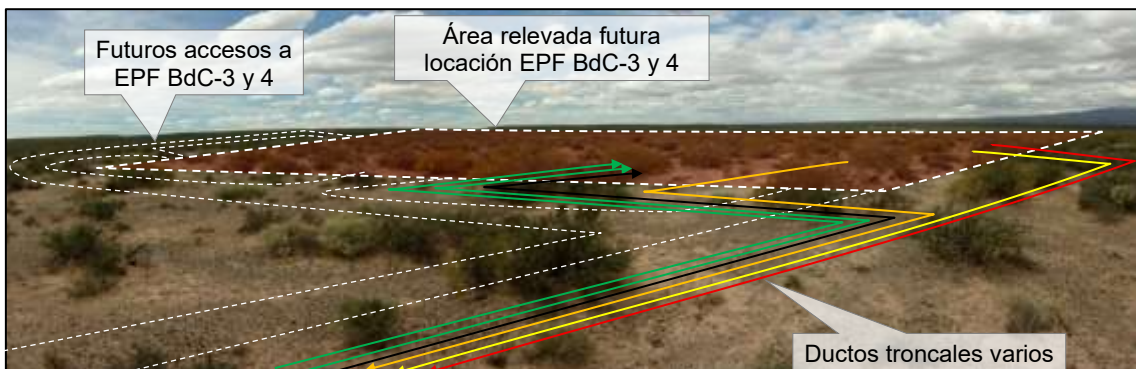 Futuros accesos a
EPF BdC-3 y 4
Área relevada futura
locación EPF BdC-3 y 4
Ductos troncales varios